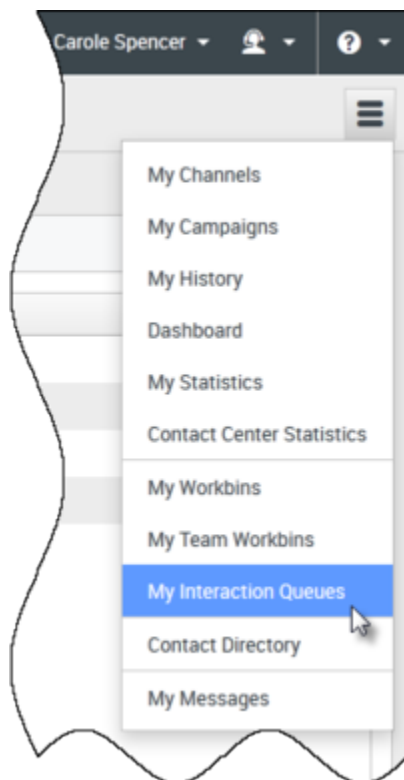 Carole Spencer
?
My Channels
My Campaigns
My History
Dashboard
My Statistics
Contact Center Statistics
My Workbins
My Team Workbins
My Interaction Queues
Contact Directory
My Messages